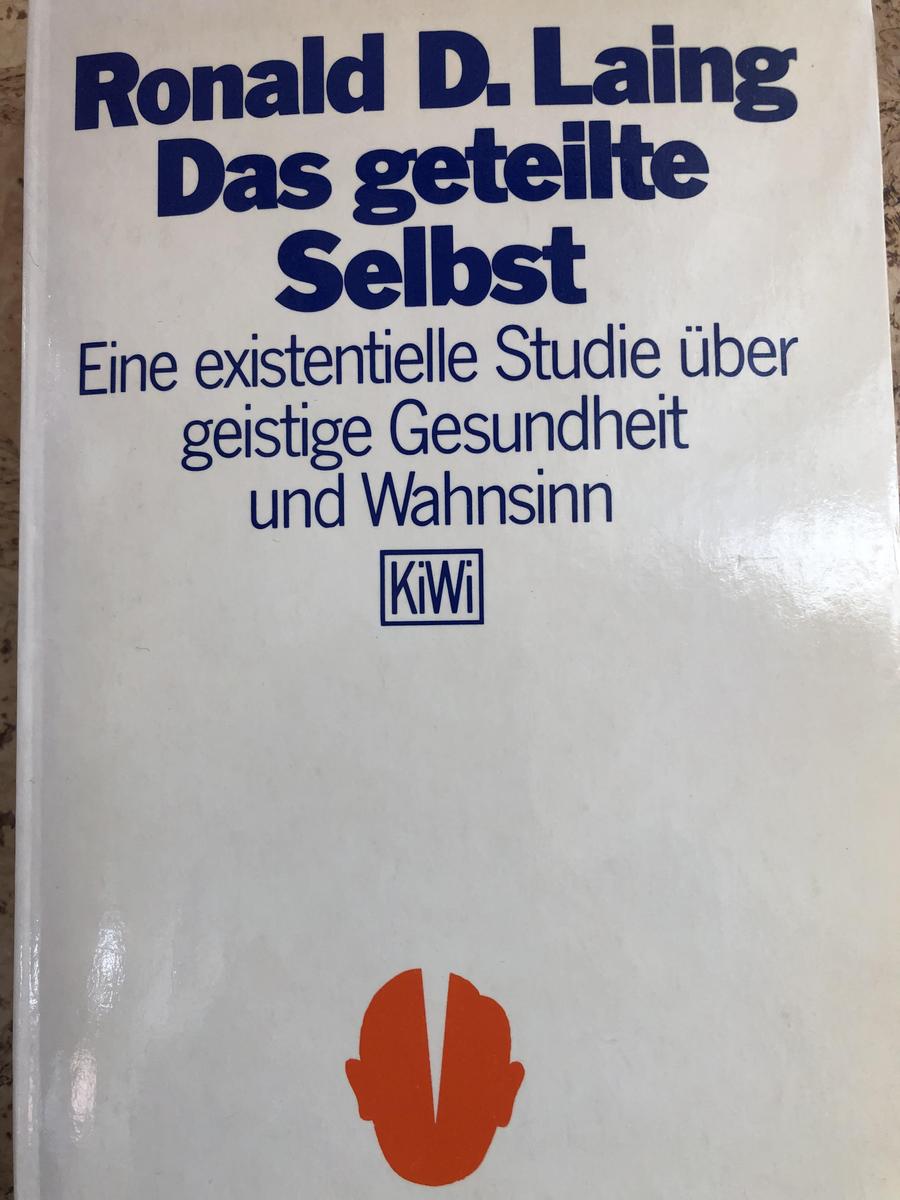 Ronald D. Laing
Das geteilte
Selbst
Eine existentielle Studie über
geistige Gesundheit
und Wahnsinn
KiWi